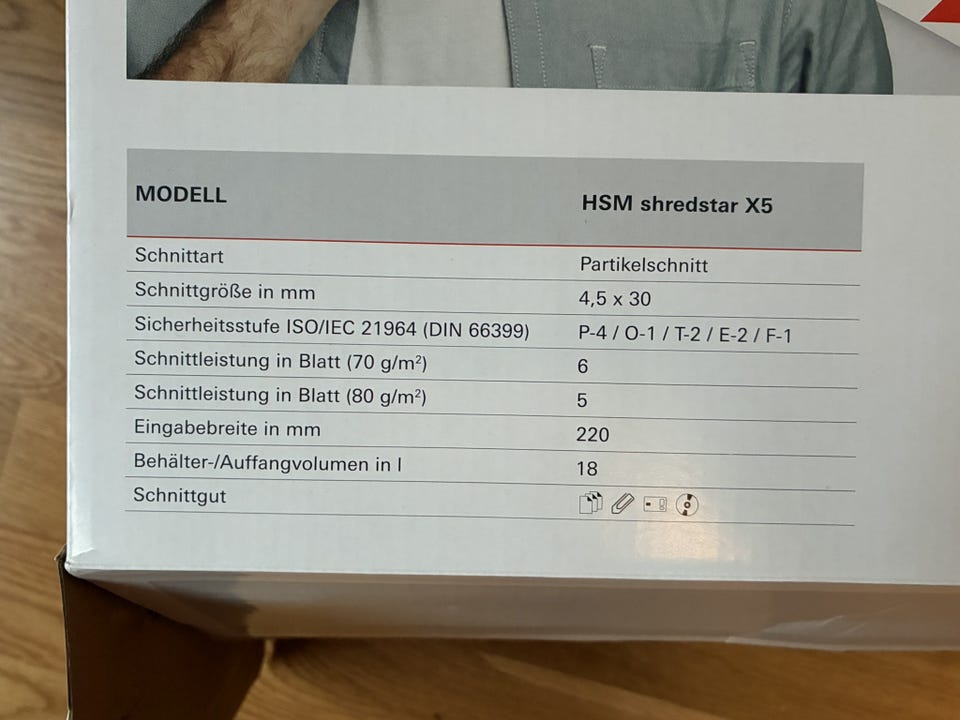 MODELL HSM shredstar X5
Schnittart Partikelschnitt
Schnittgröße in mm 4,5 x 30
Sicherheitsstufe ISO/IEC 21964 (DIN 66399) P-4 / O-1 / T-2 / E-2 / F-1
Schnittleistung in Blatt (70 g/m²) 6
Schnittleistung in Blatt (80 g/m²) 5
Eingabebreite in mm 220
Behälter-/Auffangvolumen in l 18
Schnittgut